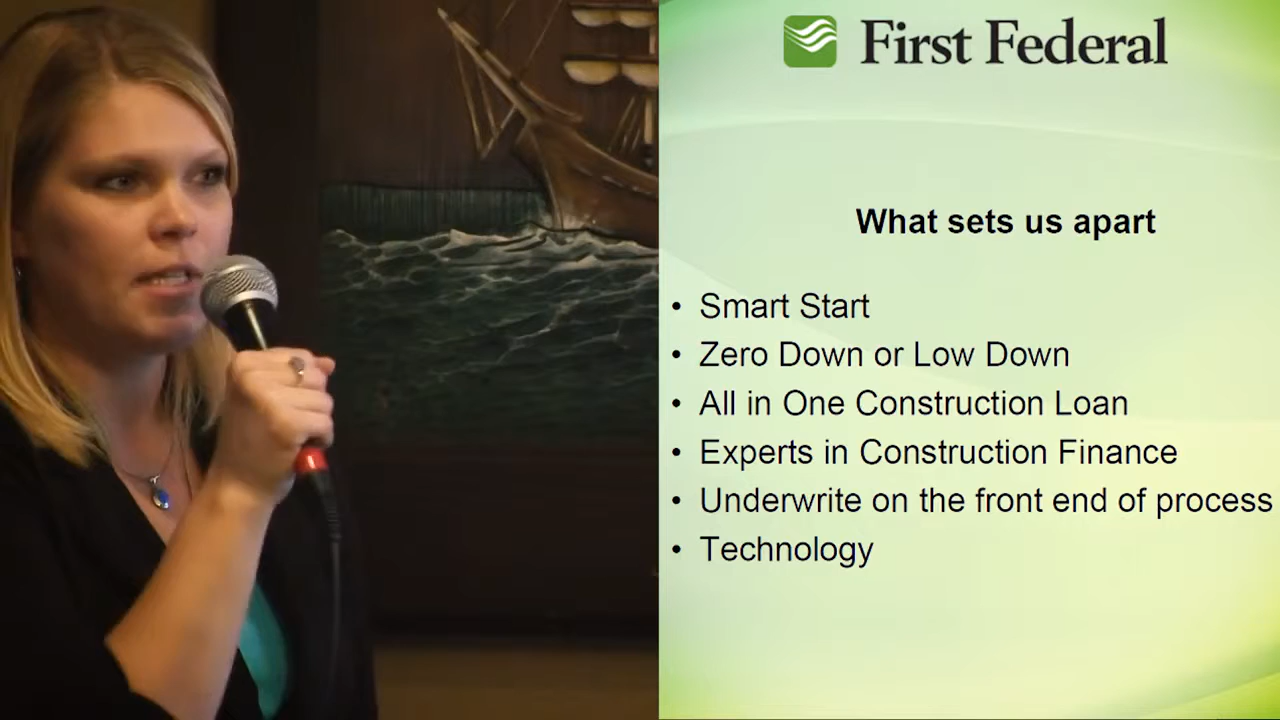 First Federal
What sets us apart
• Smart Start
• Zero Down or Low Down
• All in One Construction Loan
• Experts in Construction Finance
• Underwrite on the front end of process
• Technology